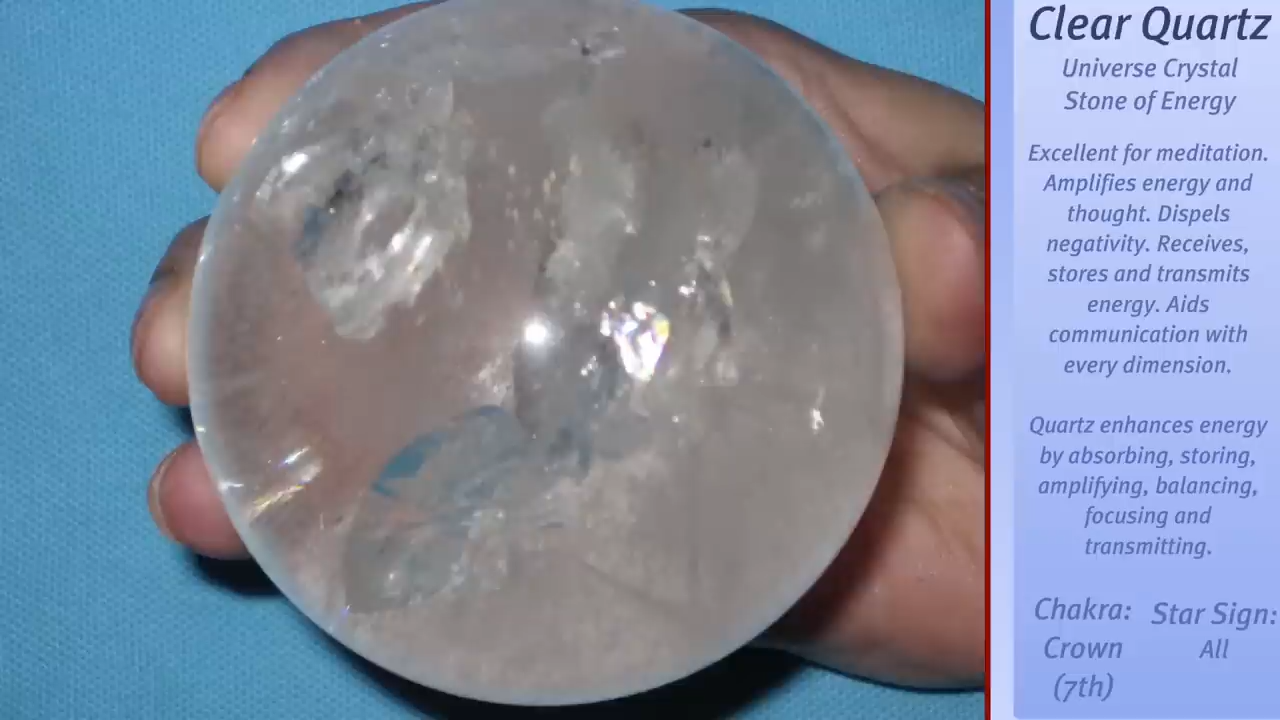 Clear Quartz
Universe Crystal
Stone of Energy
Excellent for meditation.
Amplifies energy and
thought. Dispels
negativity. Receives,
stores and transmits
energy. Aids
communication with
every dimension.
Quartz enhances energy
by absorbing, storing,
amplifying, balancing,
focusing and
transmitting.
Chakra:
Crown
(7th)
Star Sign:
All